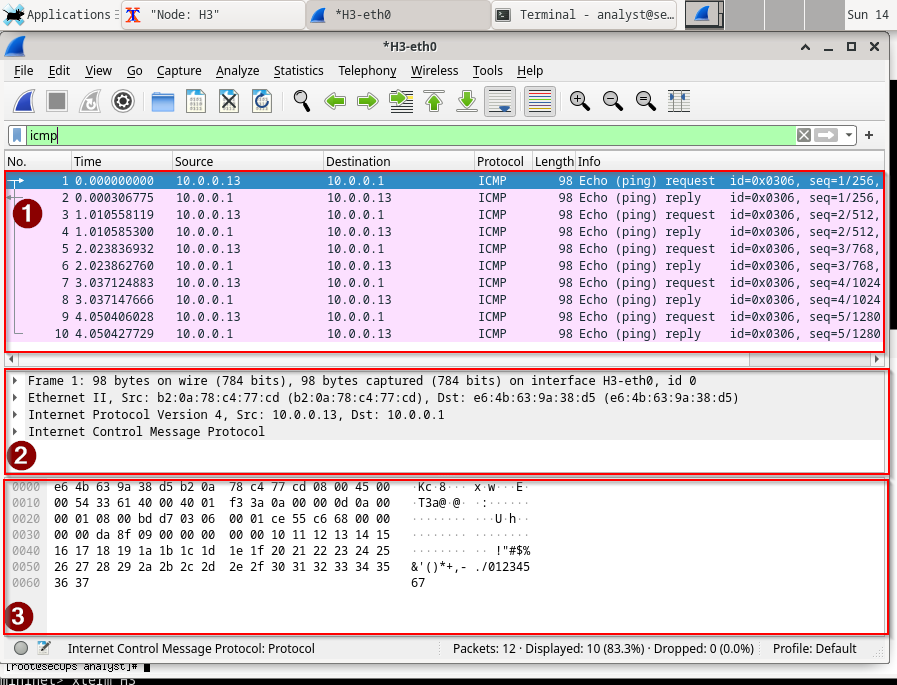 Applications "Node: H3" *H3-eth0 Terminal - analyst@se... Sun 14
*H3-eth0
File Edit View Go Capture Analyze Statistics Telephony Wireless Tools Help
icmp
No. Time Source Destination Protocol Length Info
1 0.000000000 10.0.0.13 10.0.0.1 ICMP 98 Echo (ping) request id=0x0306, seq=1/256,
2 0.000306775 10.0.0.1 10.0.0.13 ICMP 98 Echo (ping) reply id=0x0306, seq=1/256,
3 1.010558119 10.0.0.13 10.0.0.1 ICMP 98 Echo (ping) request id=0x0306, seq=2/512,
4 1.010585300 10.0.0.1 10.0.0.13 ICMP 98 Echo (ping) reply id=0x0306, seq=2/512,
5 2.023836932 10.0.0.13 10.0.0.1 ICMP 98 Echo (ping) request id=0x0306, seq=3/768,
6 2.023862760 10.0.0.1 10.0.0.13 ICMP 98 Echo (ping) reply id=0x0306, seq=3/768,
7 3.037124883 10.0.0.13 10.0.0.1 ICMP 98 Echo (ping) request id=0x0306, seq=4/1024
8 3.037147666 10.0.0.1 10.0.0.13 ICMP 98 Echo (ping) reply id=0x0306, seq=4/1024
9 4.050406028 10.0.0.13 10.0.0.1 ICMP 98 Echo (ping) request id=0x0306, seq=5/1280
10 4.050427729 10.0.0.1 10.0.0.13 ICMP 98 Echo (ping) reply id=0x0306, seq=5/1280
1
Frame 1: 98 bytes on wire (784 bits), 98 bytes captured (784 bits) on interface H3-eth0, id 0
Ethernet II, Src: b2:0a:78:c4:77:cd (b2:0a:78:c4:77:cd), Dst: e6:4b:63:9a:38:d5 (e6:4b:63:9a:38:d5)
Internet Protocol Version 4, Src: 10.0.0.13, Dst: 10.0.0.1
Internet Control Message Protocol
2
0000 e6 4b 63 9a 38 d5 b2 0a 78 c4 77 cd 08 00 45 00 ·Kc·8··· x·w···E·
0010 00 54 33 61 40 00 40 01 f3 3a 0a 00 00 0d 0a 00 ·T3a@·@· ·:······
0020 00 01 08 00 bd d7 03 06 00 01 ce 55 c6 68 00 00 ········ ···U·h··
0030 00 00 da 8f 09 00 00 00 00 00 10 11 12 13 14 15 ········ ········
0040 16 17 18 19 1a 1b 1c 1d 1e 1f 20 21 22 23 24 25 ········ ·· !"#$%
0050 26 27 28 29 2a 2b 2c 2d 2e 2f 30 31 32 33 34 35 &'()*+,- ./012345
0060 36 37 67
3
Internet Control Message Protocol: Protocol Packets: 12 · Displayed: 10 (83.3%) · Dropped: 0 (0.0%) Profile: Default
[root@secOps analyst]#
mininet> xterm H3